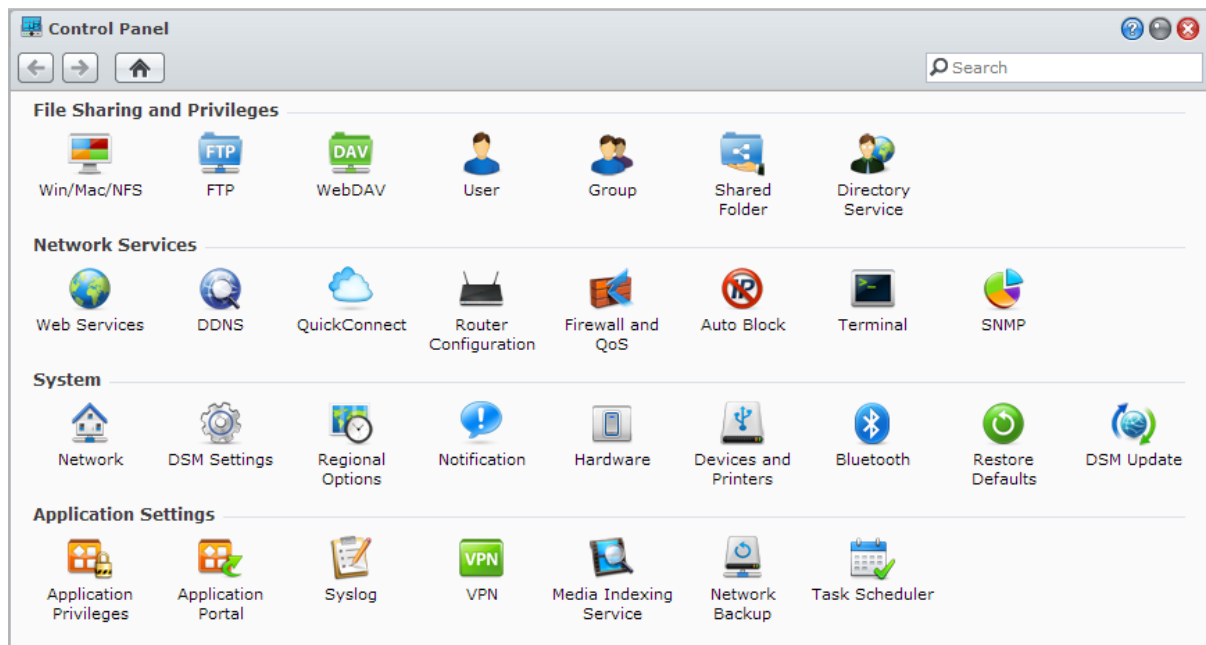 Control Panel
Search
File Sharing and Privileges
FTP
DAV
Win/Mac/NFS
FTP
WebDAV
User
Group
Shared
Folder
Directory
Service
Network Services
IP
Web Services
DDNS
QuickConnect
Router
Configuration
Firewall and
QoS
Auto Block
Terminal
SNMP
System
Network
DSM Settings
Regional
Options
Notification
Hardware
Devices and
Printers
Bluetooth
Restore
Defaults
DSM Update
Application Settings
VPN
Application
Privileges
Application
Portal
Syslog
VPN
Media Indexing
Service
Network
Backup
Task Scheduler